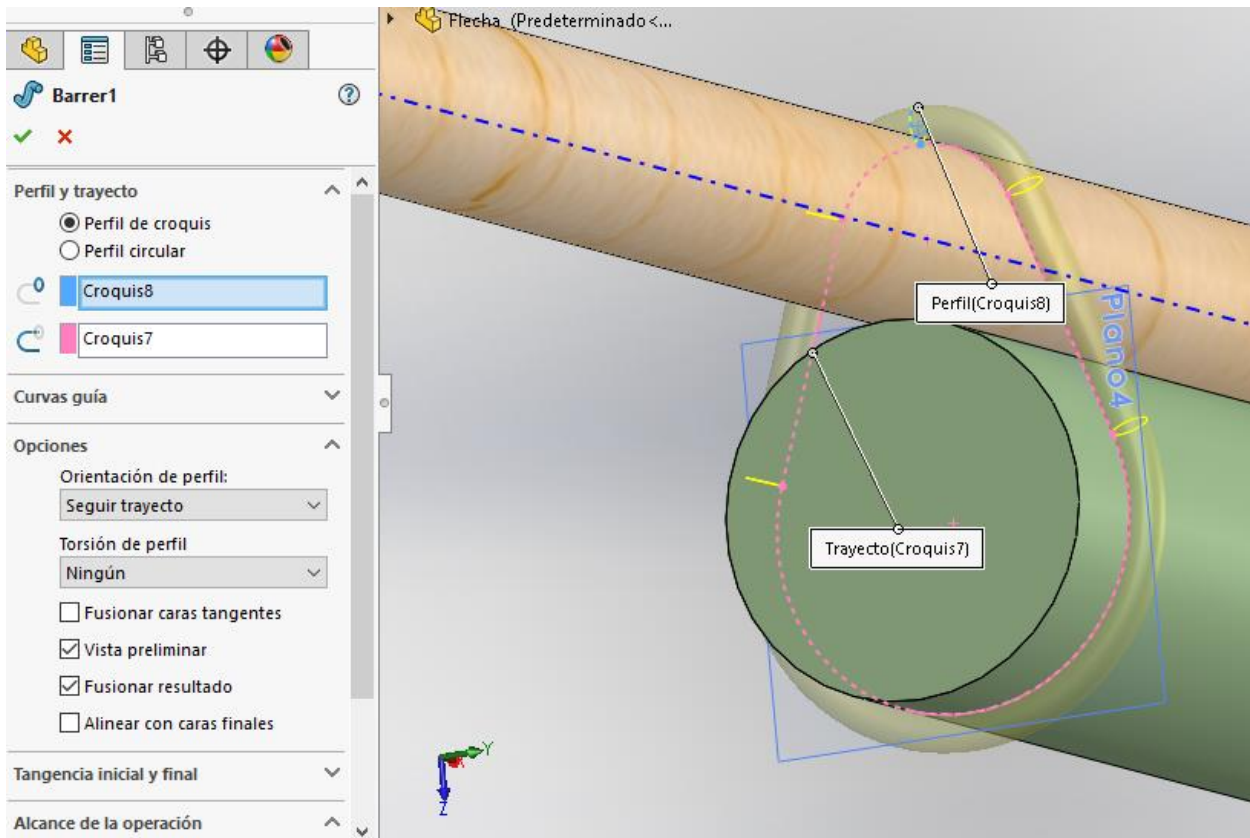 Flecha (Predeterminado<...
Barrer1
Perfil y trayecto
Perfil de croquis
Perfil circular
Croquis8
Croquis7
Curvas guía
Opciones
Orientación de perfil:
Seguir trayecto
Torsión de perfil
Ningún
Fusionar caras tangentes
Vista preliminar
Fusionar resultado
Alinear con caras finales
Tangencia inicial y final
Alcance de la operación
Perfil(Croquis8)
Plano4
Trayecto(Croquis7)
Y
Z